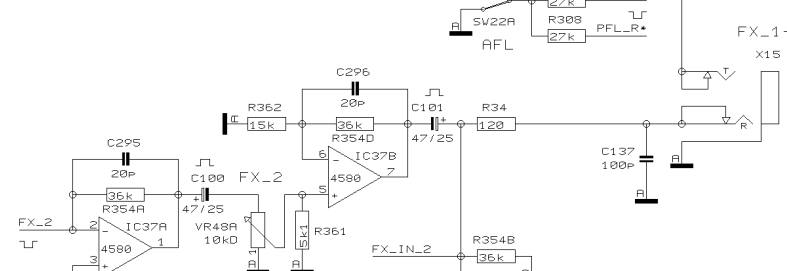 27k
A
SW22A
R308
27k
PFL_R*
AFL
FX_1-
X15
T
C296
20p
R362
A
15k
36k
R354D
C101
+
47/25
R34
120
R
C137
100p
A
A
C295
20p
36k
R354A
C100
+
47/25
FX_2
6
-
IC37B
4580
7
5
+
FX_2
2
-
IC37A
4580
1
3
+
VR48A
10kD
1
A
5k1
R361
A
FX_IN_2
R354B
36k